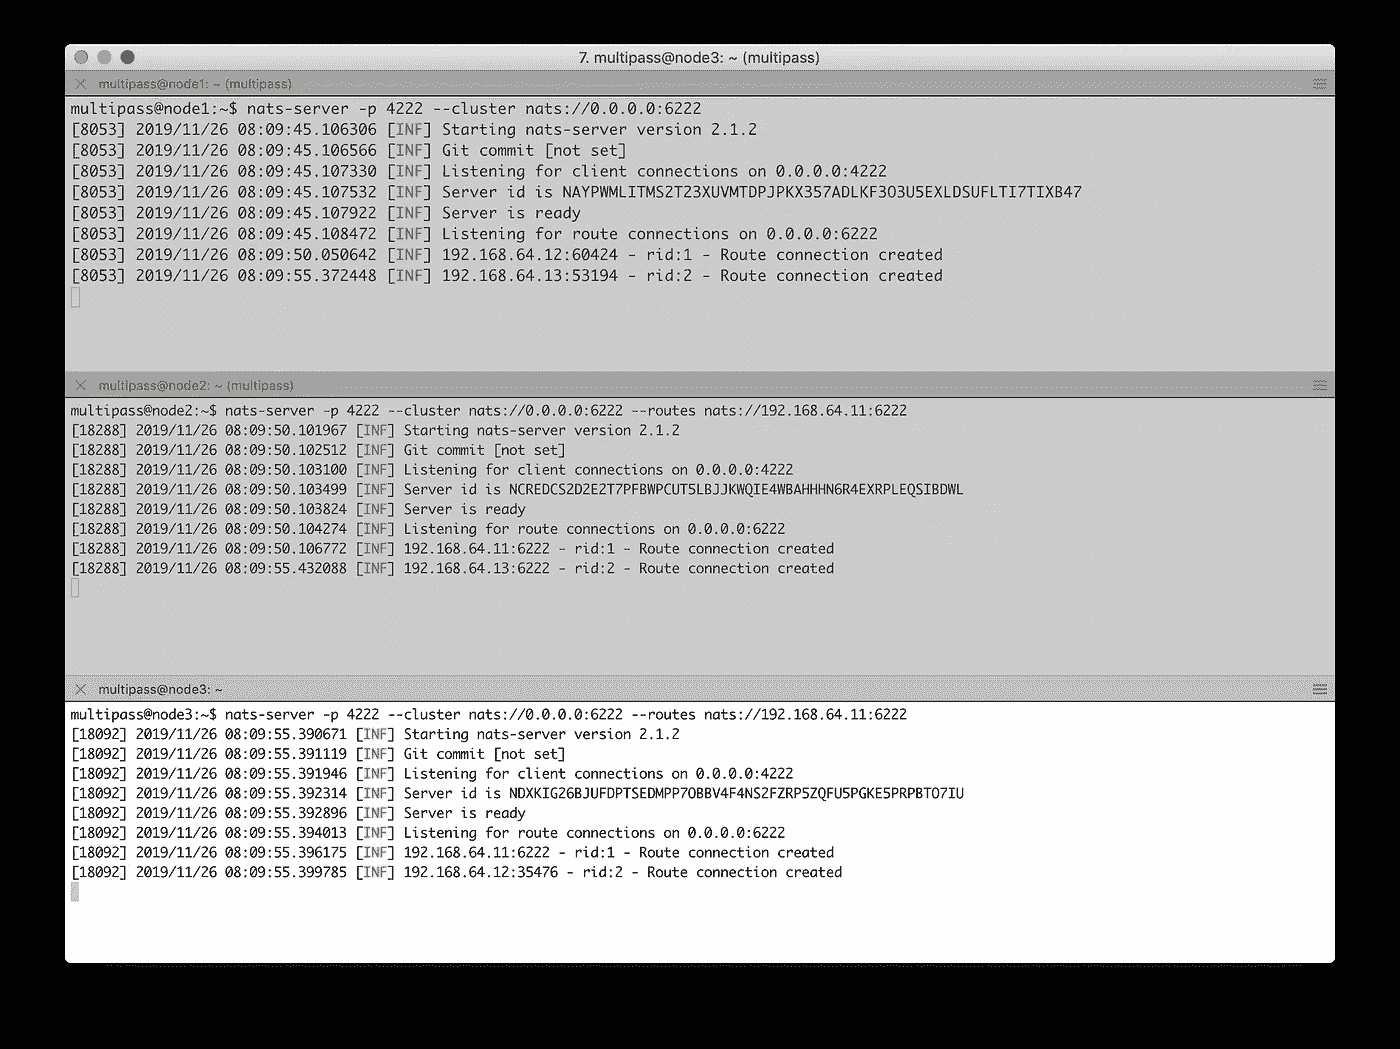 7. multipass@node3: ~ (multipass)
multipass@node1: ~ (multipass)
multipass@node1:~$ nats-server -p 4222 --cluster nats://0.0.0.0:6222
[8053] 2019/11/26 08:09:45.106306 [INF] Starting nats-server version 2.1.2
[8053] 2019/11/26 08:09:45.106566 [INF] Git commit [not set]
[8053] 2019/11/26 08:09:45.107330 [INF] Listening for client connections on 0.0.0.0:4222
[8053] 2019/11/26 08:09:45.107532 [INF] Server id is NAYPWMLITMS2T23XUVMTDPJPKX357ADLKF3O3U5EXLDSUFLTI7TIXB47
[8053] 2019/11/26 08:09:45.107922 [INF] Server is ready
[8053] 2019/11/26 08:09:45.108472 [INF] Listening for route connections on 0.0.0.0:6222
[8053] 2019/11/26 08:09:50.050642 [INF] 192.168.64.12:60424 - rid:1 - Route connection created
[8053] 2019/11/26 08:09:55.372448 [INF] 192.168.64.13:53194 - rid:2 - Route connection created
multipass@node2: ~ (multipass)
multipass@node2:~$ nats-server -p 4222 --cluster nats://0.0.0.0:6222 --routes nats://192.168.64.11:6222
[18288] 2019/11/26 08:09:50.101967 [INF] Starting nats-server version 2.1.2
[18288] 2019/11/26 08:09:50.102512 [INF] Git commit [not set]
[18288] 2019/11/26 08:09:50.103100 [INF] Listening for client connections on 0.0.0.0:4222
[18288] 2019/11/26 08:09:50.103499 [INF] Server id is NCREDCS2D2E2T7PFBWPCUT5LBJJKWQIE4WBAHHHN6R4EXRPLEQSIBDWL
[18288] 2019/11/26 08:09:50.103824 [INF] Server is ready
[18288] 2019/11/26 08:09:50.104274 [INF] Listening for route connections on 0.0.0.0:6222
[18288] 2019/11/26 08:09:50.106772 [INF] 192.168.64.11:6222 - rid:1 - Route connection created
[18288] 2019/11/26 08:09:55.432088 [INF] 192.168.64.13:6222 - rid:2 - Route connection created
multipass@node3: ~
multipass@node3:~$ nats-server -p 4222 --cluster nats://0.0.0.0:6222 --routes nats://192.168.64.11:6222
[18092] 2019/11/26 08:09:55.390671 [INF] Starting nats-server version 2.1.2
[18092] 2019/11/26 08:09:55.391119 [INF] Git commit [not set]
[18092] 2019/11/26 08:09:55.391946 [INF] Listening for client connections on 0.0.0.0:4222
[18092] 2019/11/26 08:09:55.392314 [INF] Server id is NDXKIG26BJUFDPTSEDMPP7OBBV4F4NS2FZRP5ZQFU5PGKE5PRPBTO7IU
[18092] 2019/11/26 08:09:55.392896 [INF] Server is ready
[18092] 2019/11/26 08:09:55.394013 [INF] Listening for route connections on 0.0.0.0:6222
[18092] 2019/11/26 08:09:55.396175 [INF] 192.168.64.11:6222 - rid:1 - Route connection created
[18092] 2019/11/26 08:09:55.399785 [INF] 192.168.64.12:35476 - rid:2 - Route connection created